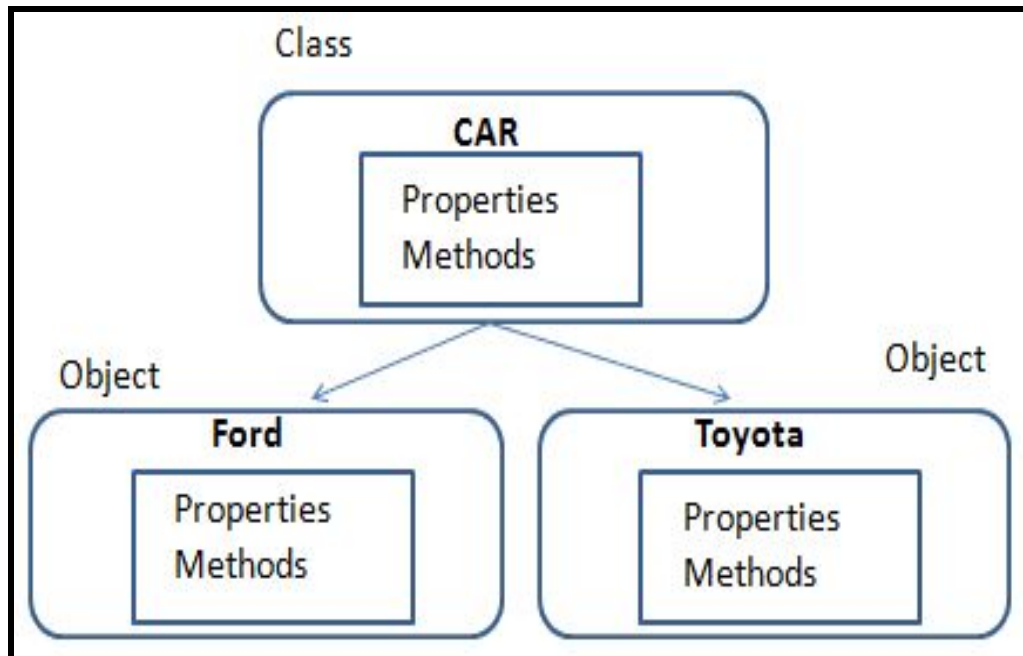 Class
CAR
Properties
Methods
Object
Object
Ford
Properties
Methods
Toyota
Properties
Methods